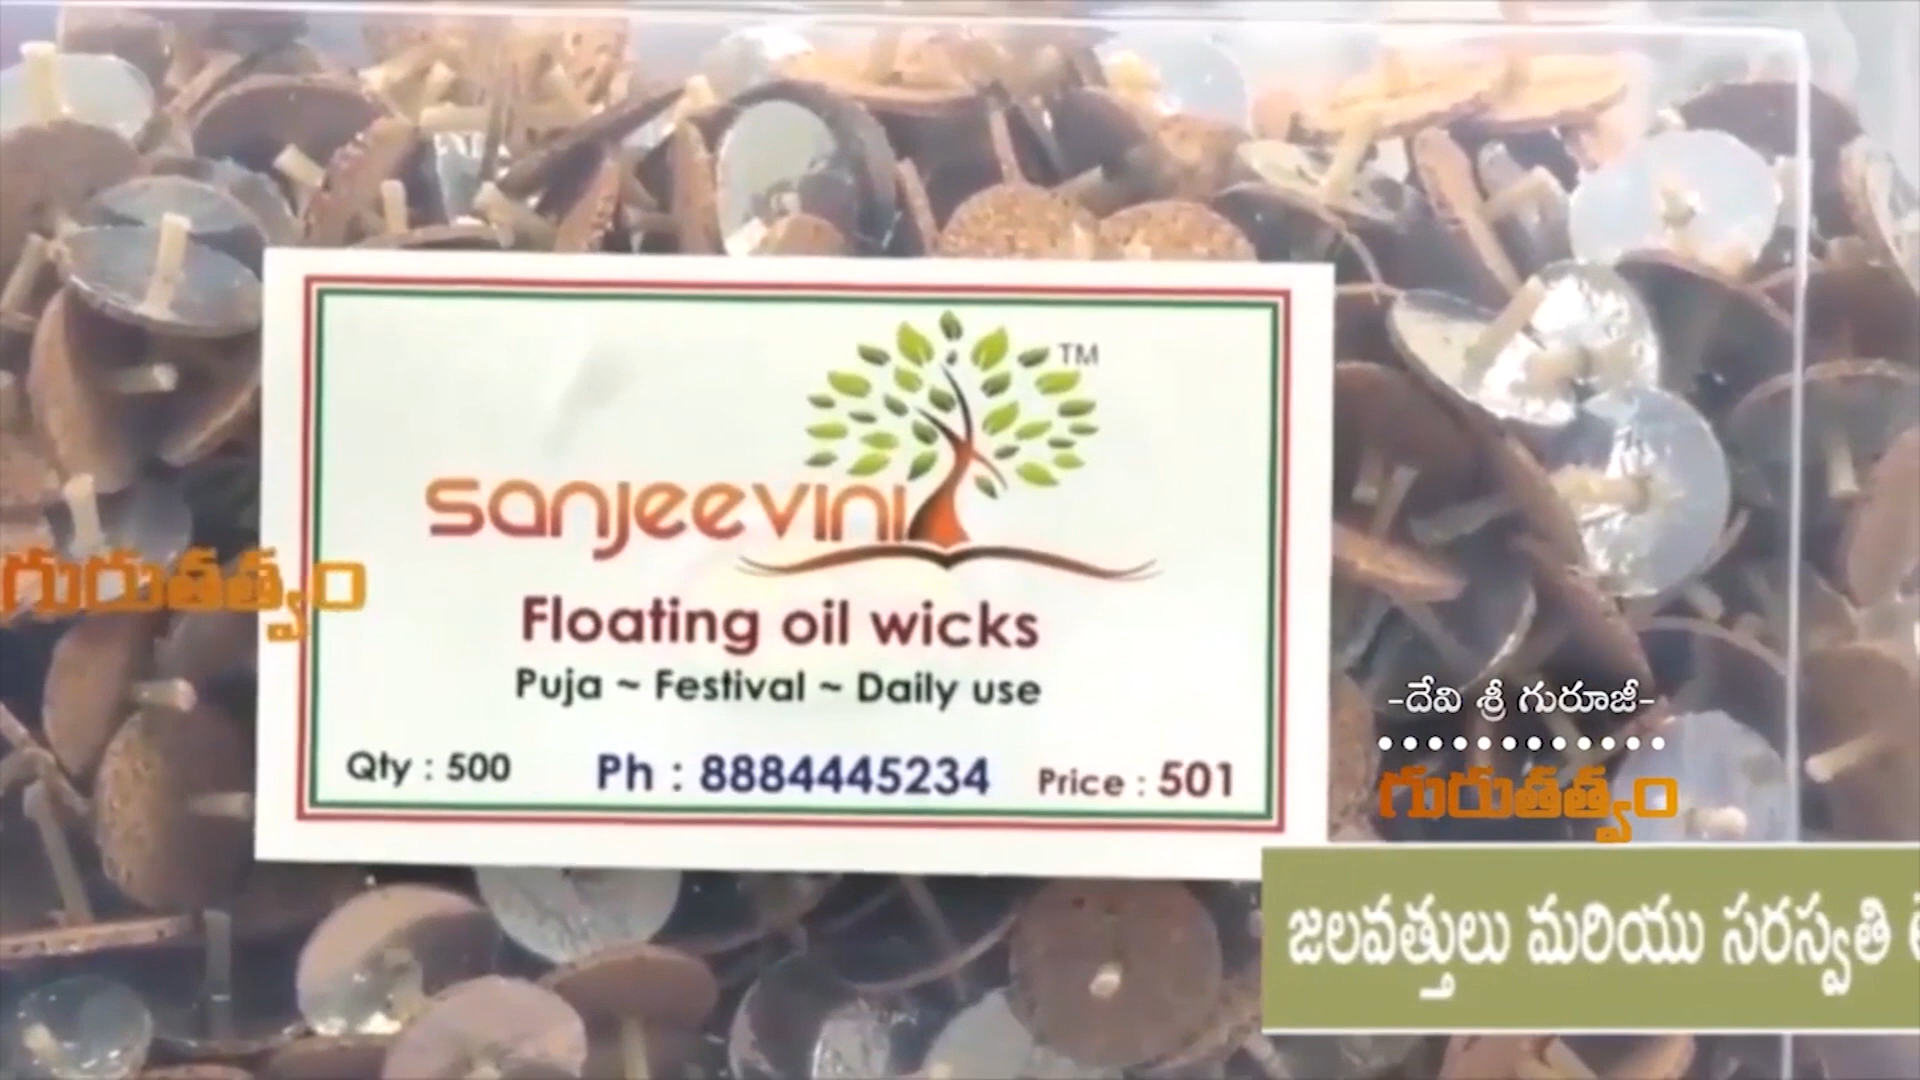 TM
sanjeevini
Floating oil wicks
Puja ~ Festival ~ Daily use
Qty : 500 Ph : 8884445234 Price : 501
గురుతత్వం
-దేవి శ్రీ గురూజీ-
గురుతత్వం
జలవత్తులు మరియు సరస్వతి